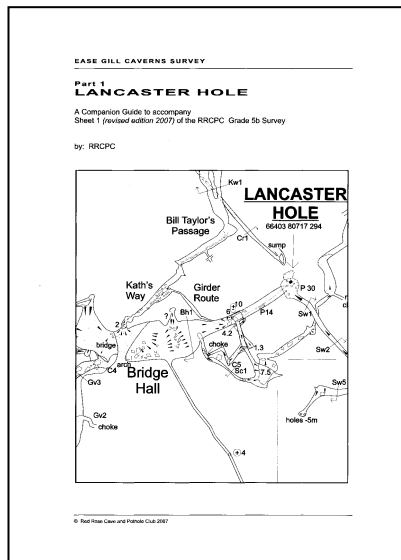 EASE GILL CAVERNS SURVEY
Part 1
LANCASTER HOLE
A Companion Guide to accompany
Sheet 1 (revised edition 2007) of the RRCPC Grade 5b Survey
by: RRCPC
Kw1
LANCASTER
HOLE
66403 80717 294
Bill Taylor's
Passage
Cr1
sump
Kath's
Way
Girder
Route
P 30
10
6
Bh1
?
P14
Sw1
2
4.2
bridge
choke
1.3
Sw2
arch
C4
Bridge
Hall
C5
Sc1
7.5
Gv3
Sw5
Gv2
choke
holes -5m
+4
© Red Rose Cave and Pothole Club 2007